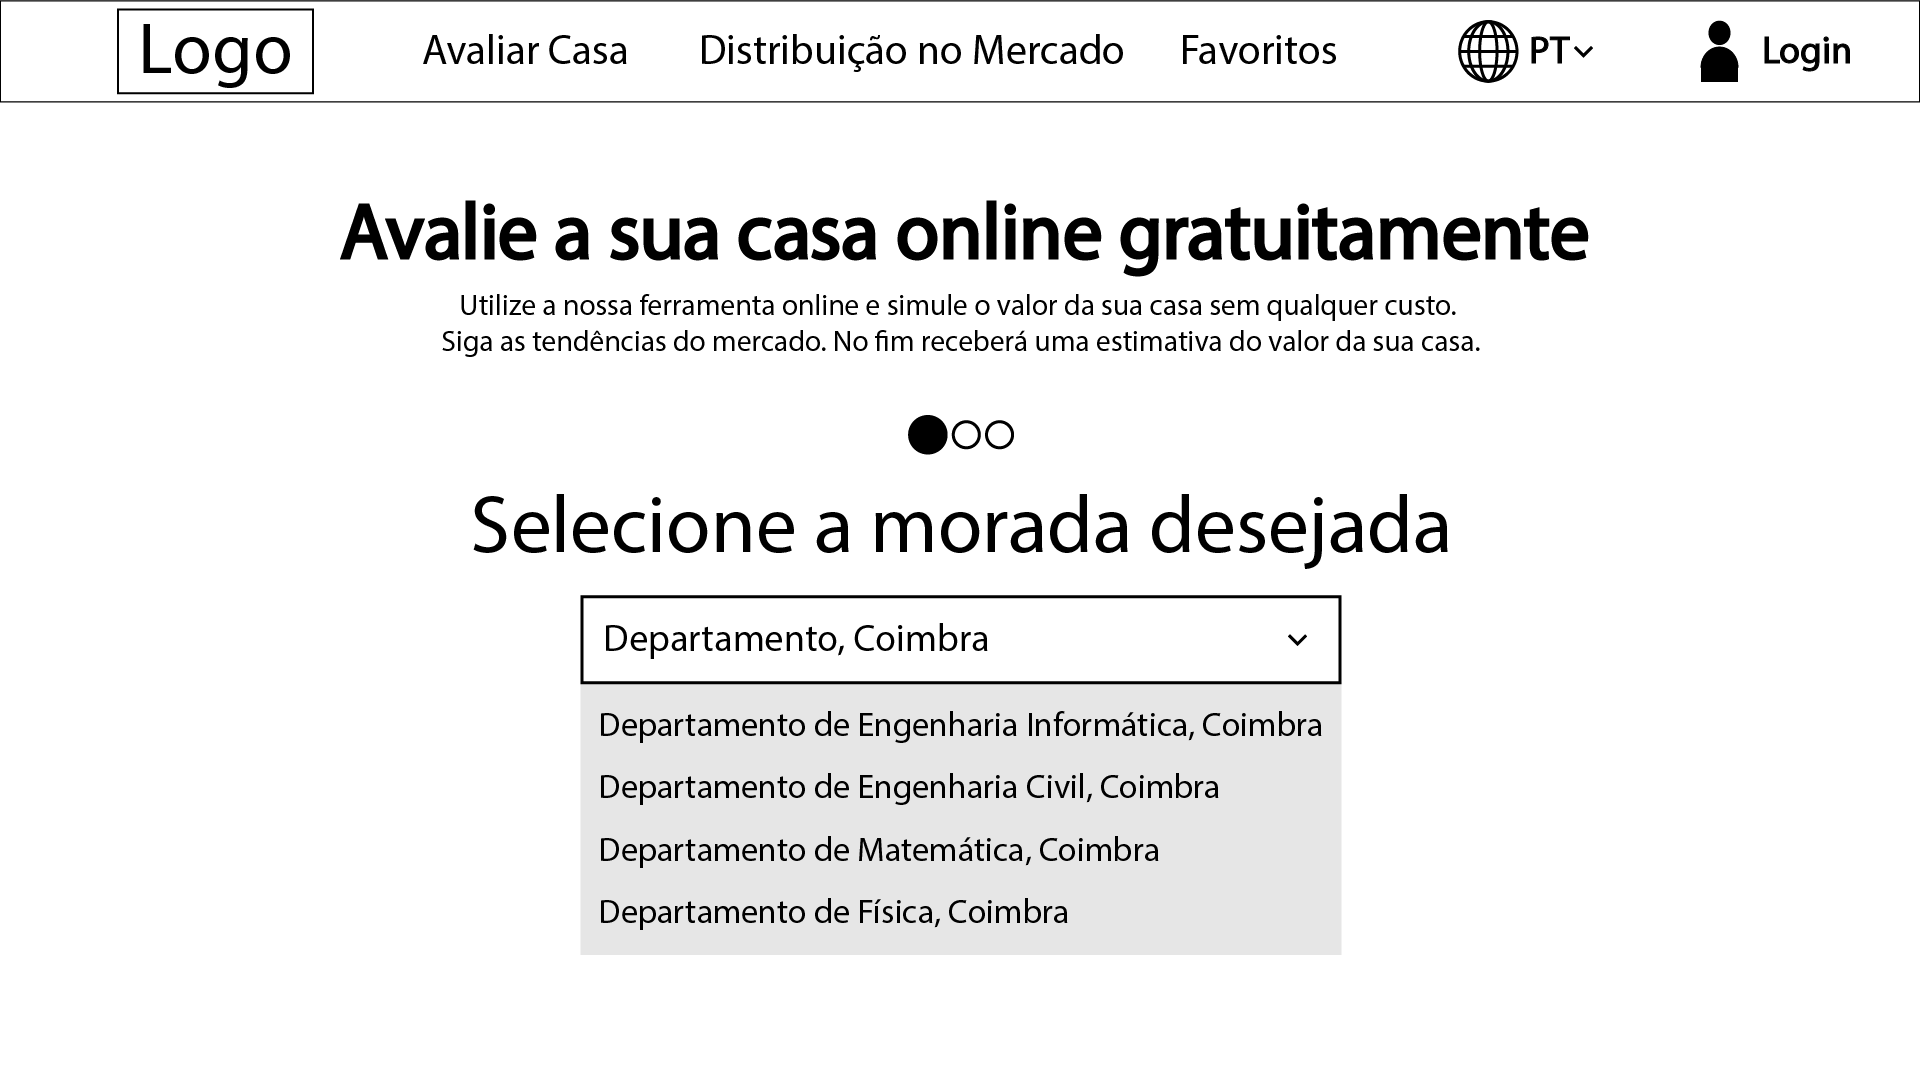 Logo
Avaliar Casa
Distribuição no Mercado
Favoritos
PT
Login
Avalie a sua casa online gratuitamente
Utilize a nossa ferramenta online e simule o valor da sua casa sem qualquer custo.
Siga as tendências do mercado. No fim receberá uma estimativa do valor da sua casa.
Selecione a morada desejada
Departamento, Coimbra
Departamento de Engenharia Informática, Coimbra
Departamento de Engenharia Civil, Coimbra
Departamento de Matemática, Coimbra
Departamento de Física, Coimbra